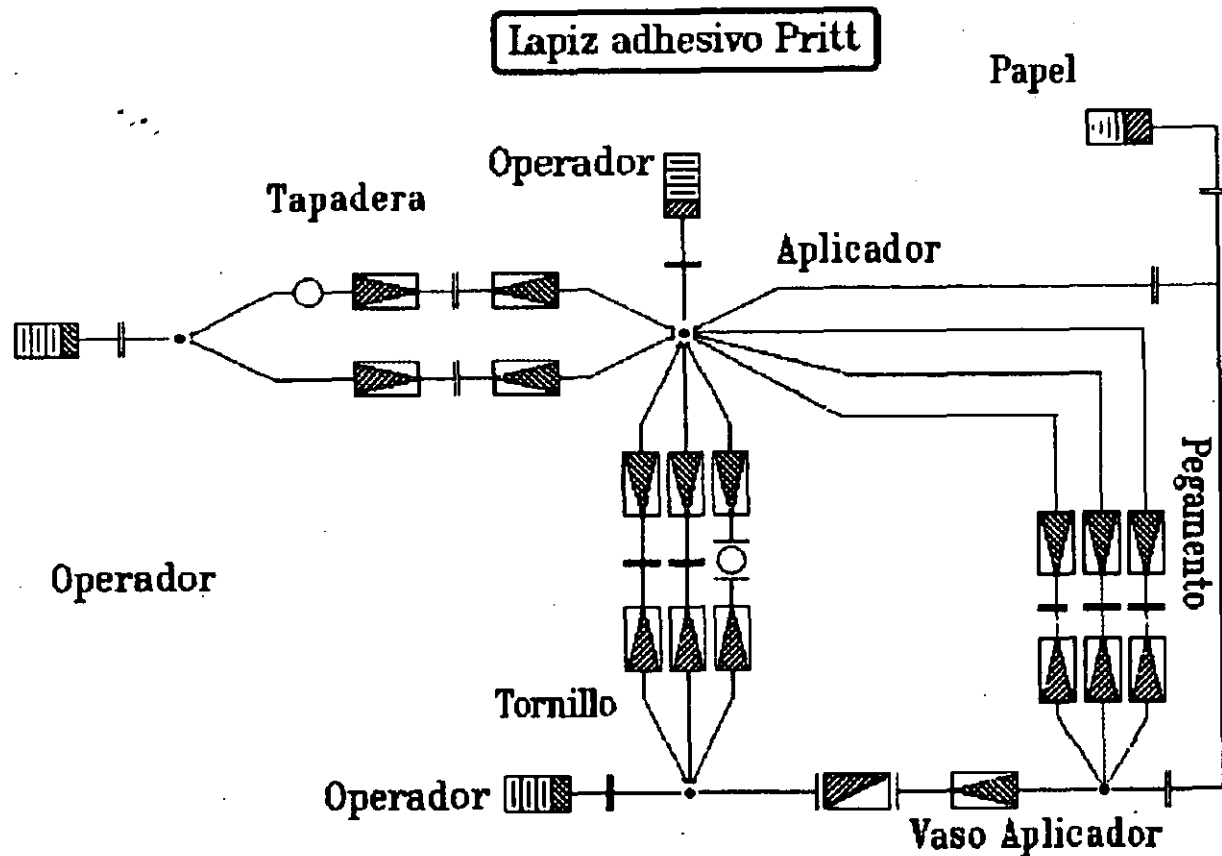 Lapiz adhesivo Pritt
Papel
Operador
Tapadera
Aplicador
Pegamento
Operador
Tornillo
Operador
Vaso Aplicador